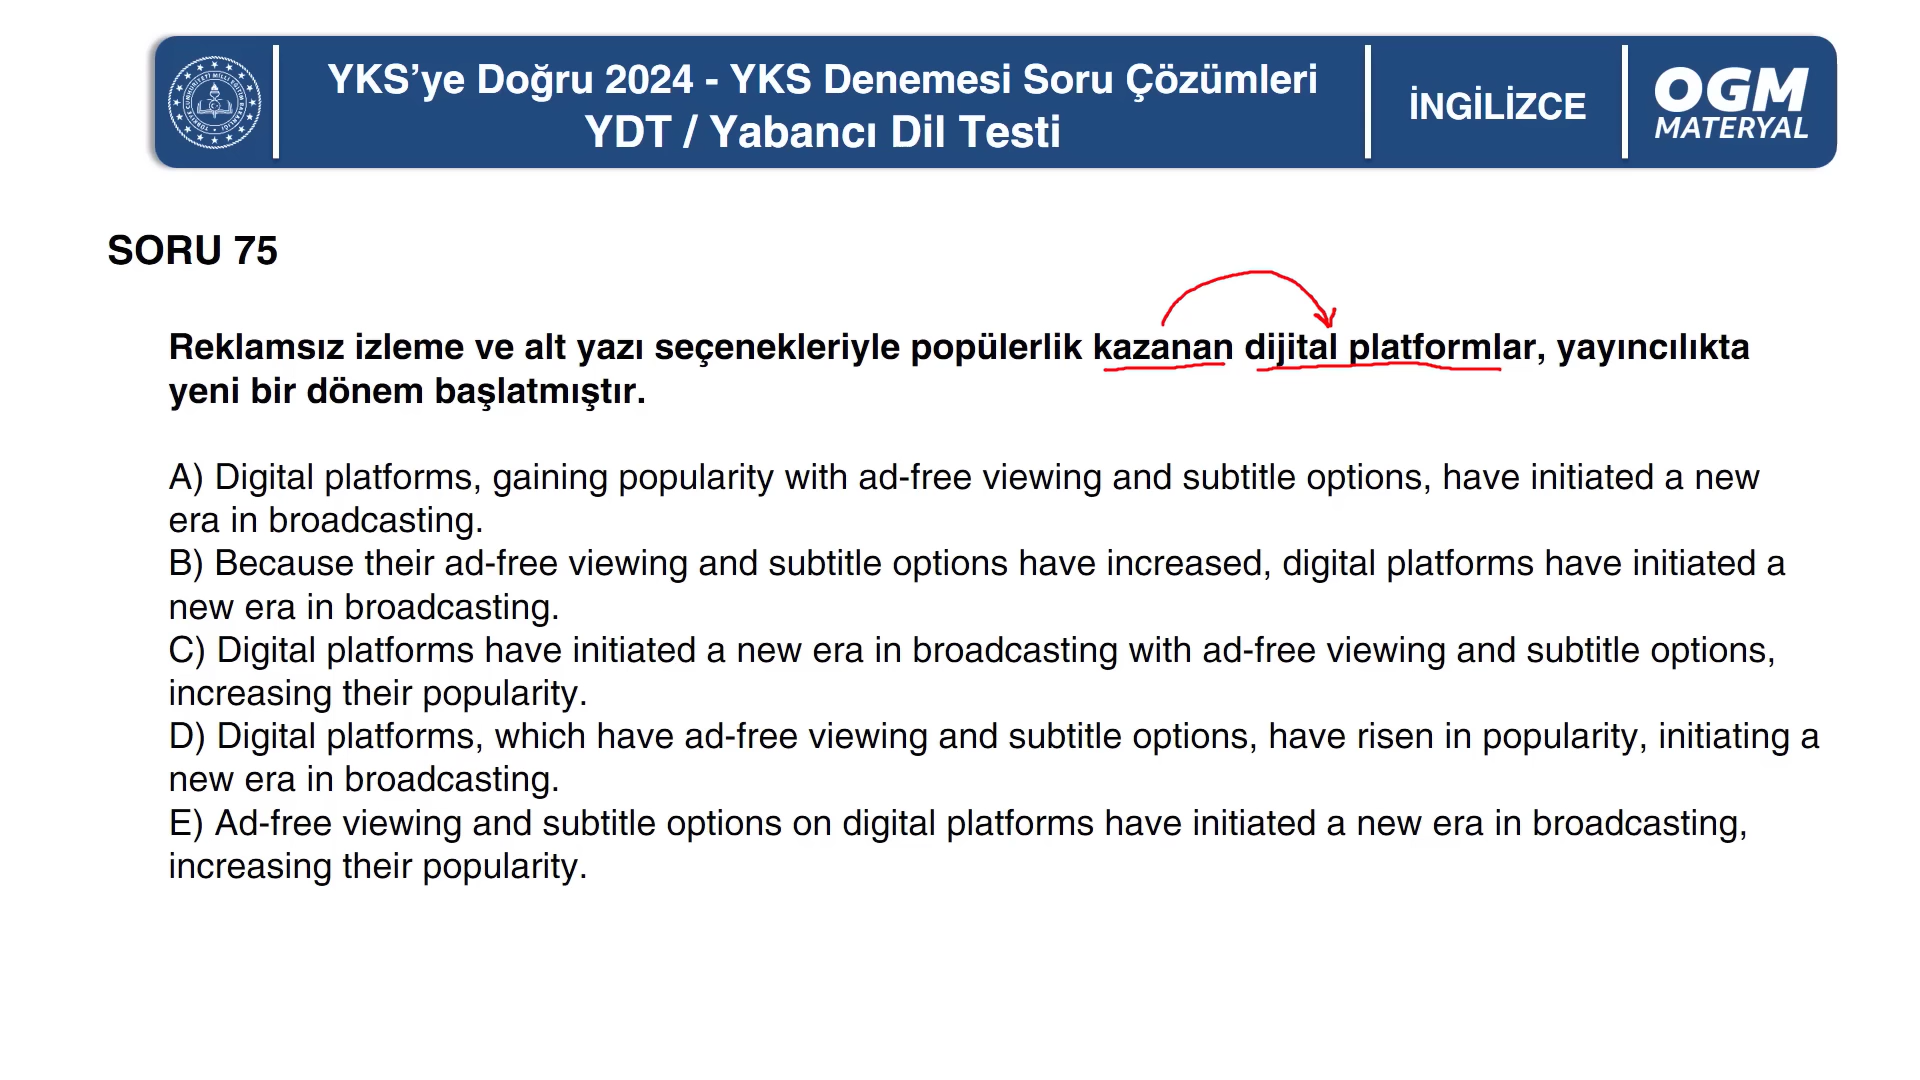 YKS’ye Doğru 2024 - YKS Denemesi Soru Çözümleri
YDT / Yabancı Dil Testi
İNGİLİZCE
OGM
MATERYAL
SORU 75
Reklamsız izleme ve alt yazı seçenekleriyle popülerlik kazanan dijital platformlar, yayıncılıkta
yeni bir dönem başlatmıştır.
A) Digital platforms, gaining popularity with ad-free viewing and subtitle options, have initiated a new
era in broadcasting.
B) Because their ad-free viewing and subtitle options have increased, digital platforms have initiated a
new era in broadcasting.
C) Digital platforms have initiated a new era in broadcasting with ad-free viewing and subtitle options,
increasing their popularity.
D) Digital platforms, which have ad-free viewing and subtitle options, have risen in popularity, initiating a
new era in broadcasting.
E) Ad-free viewing and subtitle options on digital platforms have initiated a new era in broadcasting,
increasing their popularity.